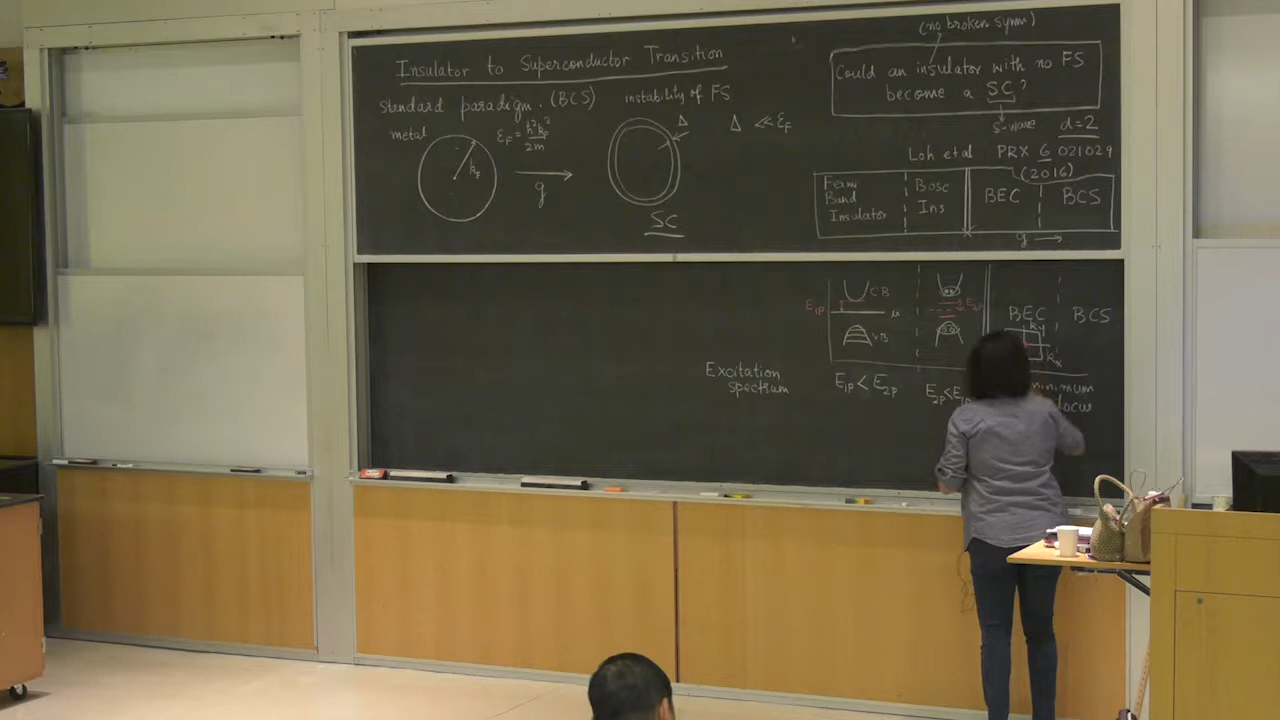 Insulator to Superconductor Transition
Standard paradigm. (BCS) instability of FS
metal
ε_F = ħ²k_F²/2m
k_F
g
Δ
Δ ≪ ε_F
SC
(no broken symm)
Could an insulator with no FS
become a SC?
s-wave d=2
Loh et al PRX 6 021029
(2016)
Fermi
Band
Insulator
Bose
Ins
BEC
BCS
g →
E_1p
CB
μ
VB
E_2p
BEC
BCS
k_y
k_x
Excitation
spectrum
E_1p < E_2p
E_2p < E_1p
minimum
locus